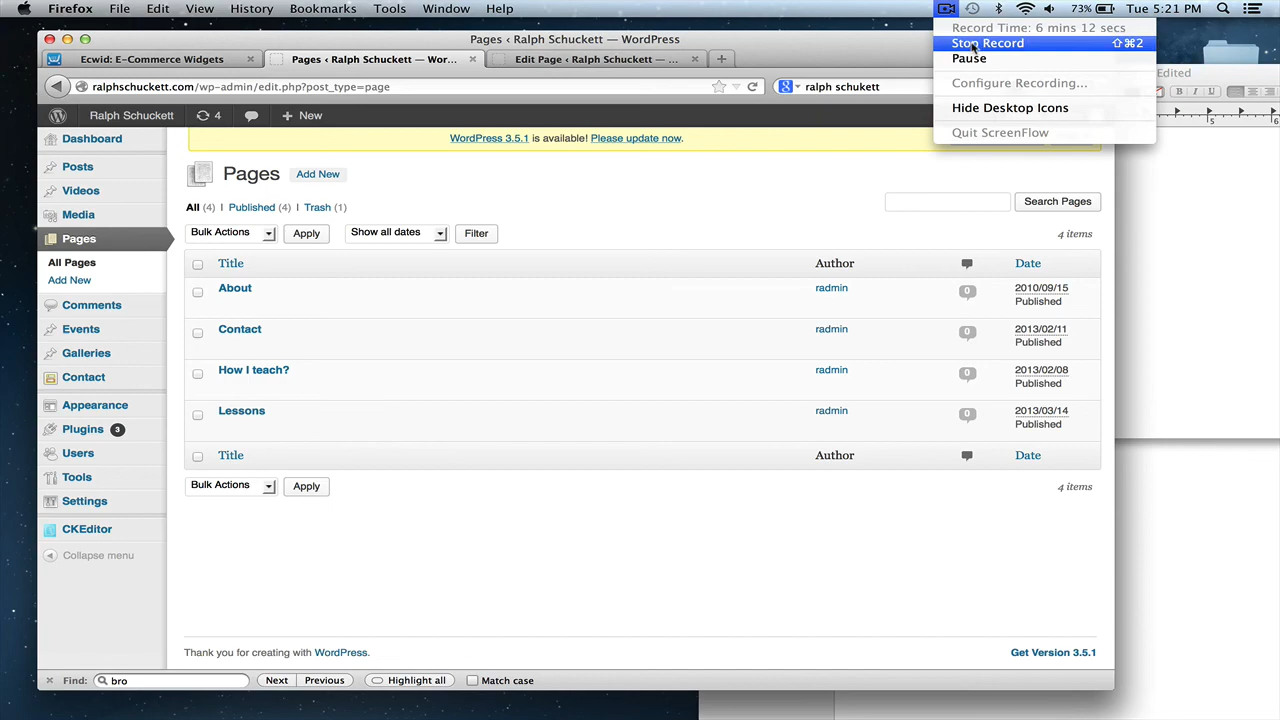 Firefox File Edit View History Bookmarks Tools Window Help 73% Tue 5:21 PM
Record Time: 6 mins 12 secs
Stop Record ⇧⌘2
Pause
Configure Recording...
Hide Desktop Icons
Quit ScreenFlow
Edited
B I U
Pages ‹ Ralph Schuckett — WordPress
Ecwid: E-Commerce Widgets × Pages ‹ Ralph Schuckett — Wor... × Edit Page ‹ Ralph Schuckett — ... × +
ralphschuckett.com/wp-admin/edit.php?post_type=page ralph shuckett
5 6
Ralph Schuckett 4 + New
WordPress 3.5.1 is available! Please update now.
Dashboard
Posts
Videos
Media
Pages
All Pages
Add New
Comments
Events
Galleries
Contact
Appearance
Plugins 3
Users
Tools
Settings
CKEditor
Collapse menu
Pages Add New
All (4) | Published (4) | Trash (1)
Search Pages
Bulk Actions Apply Show all dates Filter 4 items
Title Author Date
About radmin 0 2010/09/15
Published
Contact radmin 0 2013/02/11
Published
How I teach? radmin 0 2013/02/08
Published
Lessons radmin 0 2013/03/14
Published
Title Author Date
Bulk Actions Apply 4 items
Thank you for creating with WordPress. Get Version 3.5.1
× Find: bro Next Previous Highlight all Match case